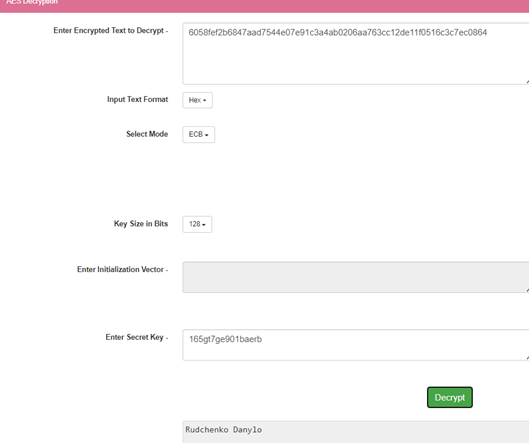 AES Decryption
Enter Encrypted Text to Decrypt -
6058fef2b6847aad7544e07e91c3a4ab0206aa763cc12de11f0516c3c7ec0864
Input Text Format
Hex
Select Mode
ECB
Key Size in Bits
128
Enter Initialization Vector -
Enter Secret Key -
165gt7ge901baerb
Decrypt
Rudchenko Danylo